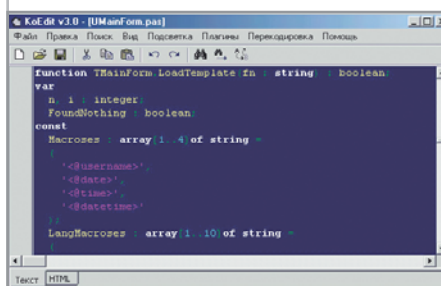 KoEdit v3.0 - [UMainForm.pas]
Файл Правка Поиск Вид Подсветка Плагины Перекодировка Помощь
function TMainForm.LoadTemplate(fn : string) : boolean;
var
n, i : integer;
FoundNothing : boolean;
const
Macroses : array[1..4]of string =
(
'<@username>',
'<@date>',
'<@time>',
'<@datetime>'
);
LangMacroses : array[1..10]of string =
(
Текст HTML